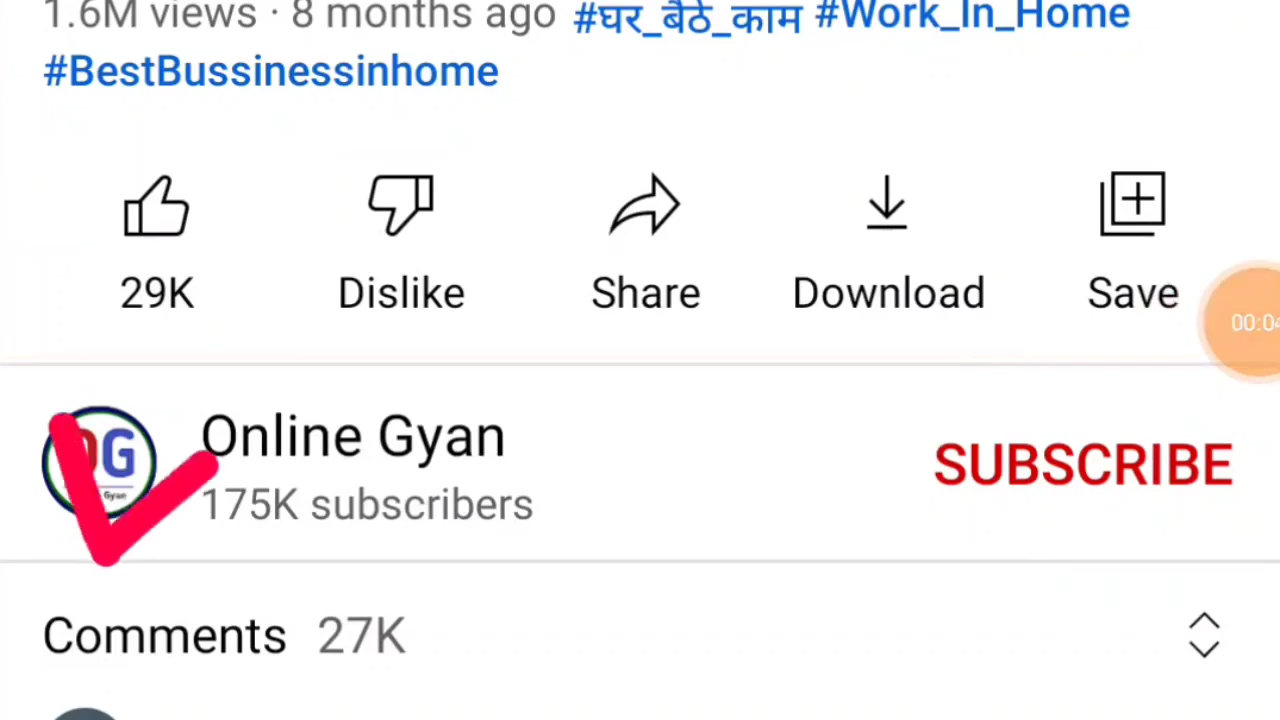 1.6M views · 8 months ago #घर_बैठे_काम #Work_In_Home
#BestBussinessinhome
29K Dislike Share Download Save
00:04
Online Gyan
G
Gyan
175K subscribers
SUBSCRIBE
Comments 27K